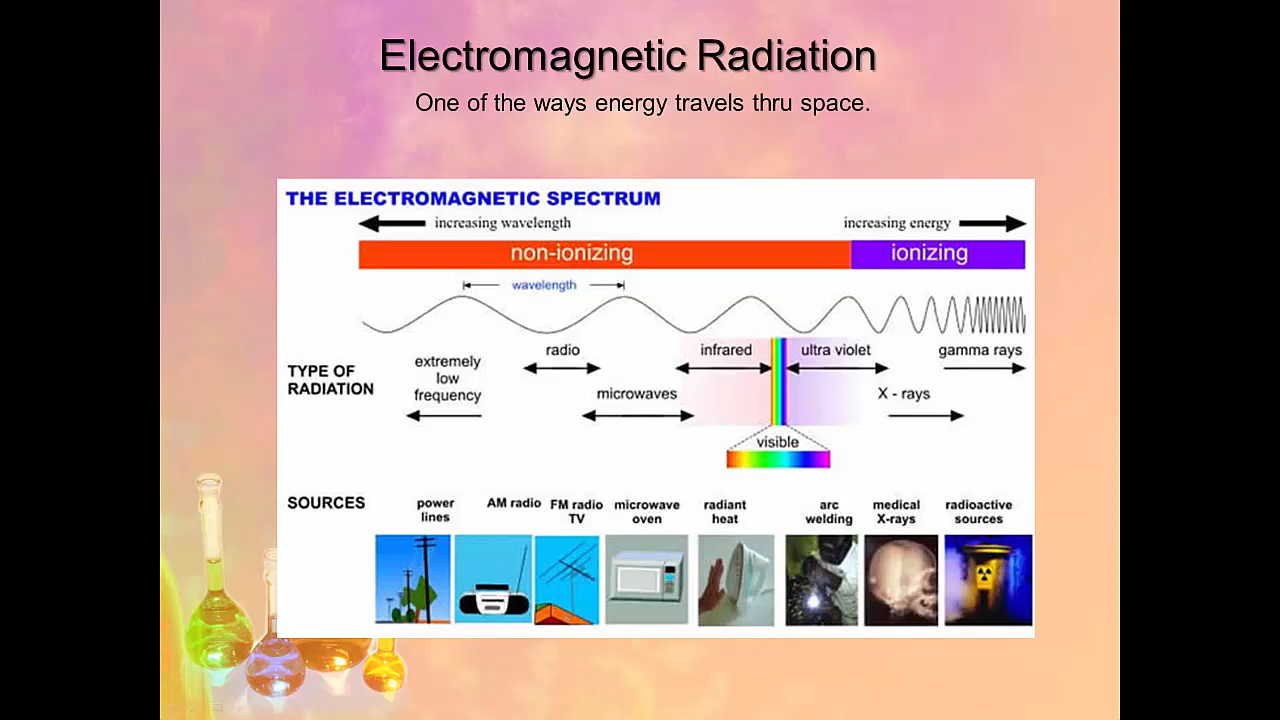 Electromagnetic Radiation
One of the ways energy travels thru space.
THE ELECTROMAGNETIC SPECTRUM
increasing wavelength
increasing energy
non-ionizing
ionizing
wavelength
TYPE OF
RADIATION
extremely
low
frequency
radio
microwaves
infrared
visible
ultra violet
X - rays
gamma rays
SOURCES
power
lines
AM radio
FM radio
TV
microwave
oven
radiant
heat
arc
welding
medical
X-rays
radioactive
sources